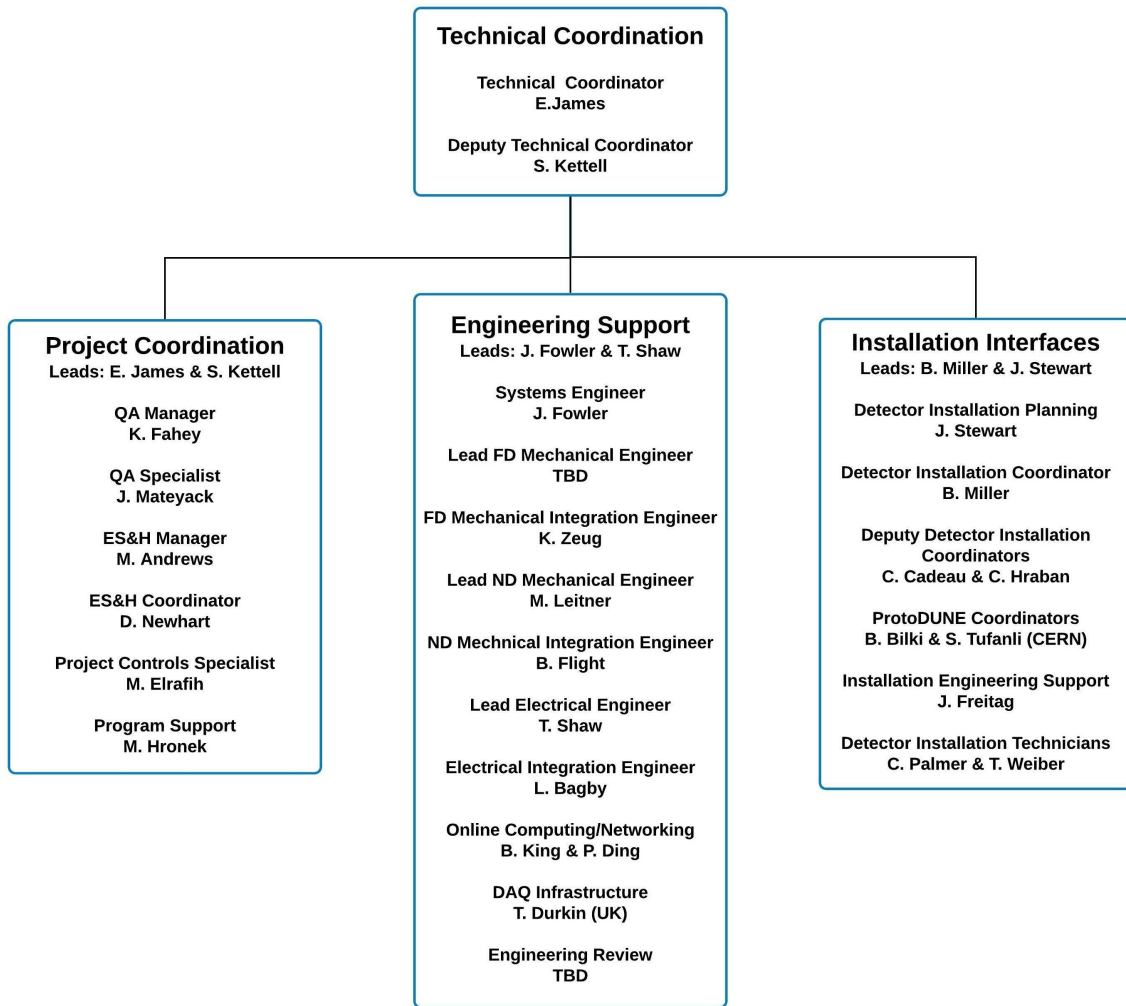 Technical Coordination
Technical Coordinator
E.James
Deputy Technical Coordinator
S. Kettell
Project Coordination
Leads: E. James & S. Kettell
QA Manager
K. Fahey
QA Specialist
J. Mateyack
ES&H Manager
M. Andrews
ES&H Coordinator
D. Newhart
Project Controls Specialist
M. Elrafih
Program Support
M. Hronek
Engineering Support
Leads: J. Fowler & T. Shaw
Systems Engineer
J. Fowler
Lead FD Mechanical Engineer
TBD
FD Mechanical Integration Engineer
K. Zeug
Lead ND Mechanical Engineer
M. Leitner
ND Mechnical Integration Engineer
B. Flight
Lead Electrical Engineer
T. Shaw
Electrical Integration Engineer
L. Bagby
Online Computing/Networking
B. King & P. Ding
DAQ Infrastructure
T. Durkin (UK)
Engineering Review
TBD
Installation Interfaces
Leads: B. Miller & J. Stewart
Detector Installation Planning
J. Stewart
Detector Installation Coordinator
B. Miller
Deputy Detector Installation
Coordinators
C. Cadeau & C. Hraban
ProtoDUNE Coordinators
B. Bilki & S. Tufanli (CERN)
Installation Engineering Support
J. Freitag
Detector Installation Technicians
C. Palmer & T. Weiber